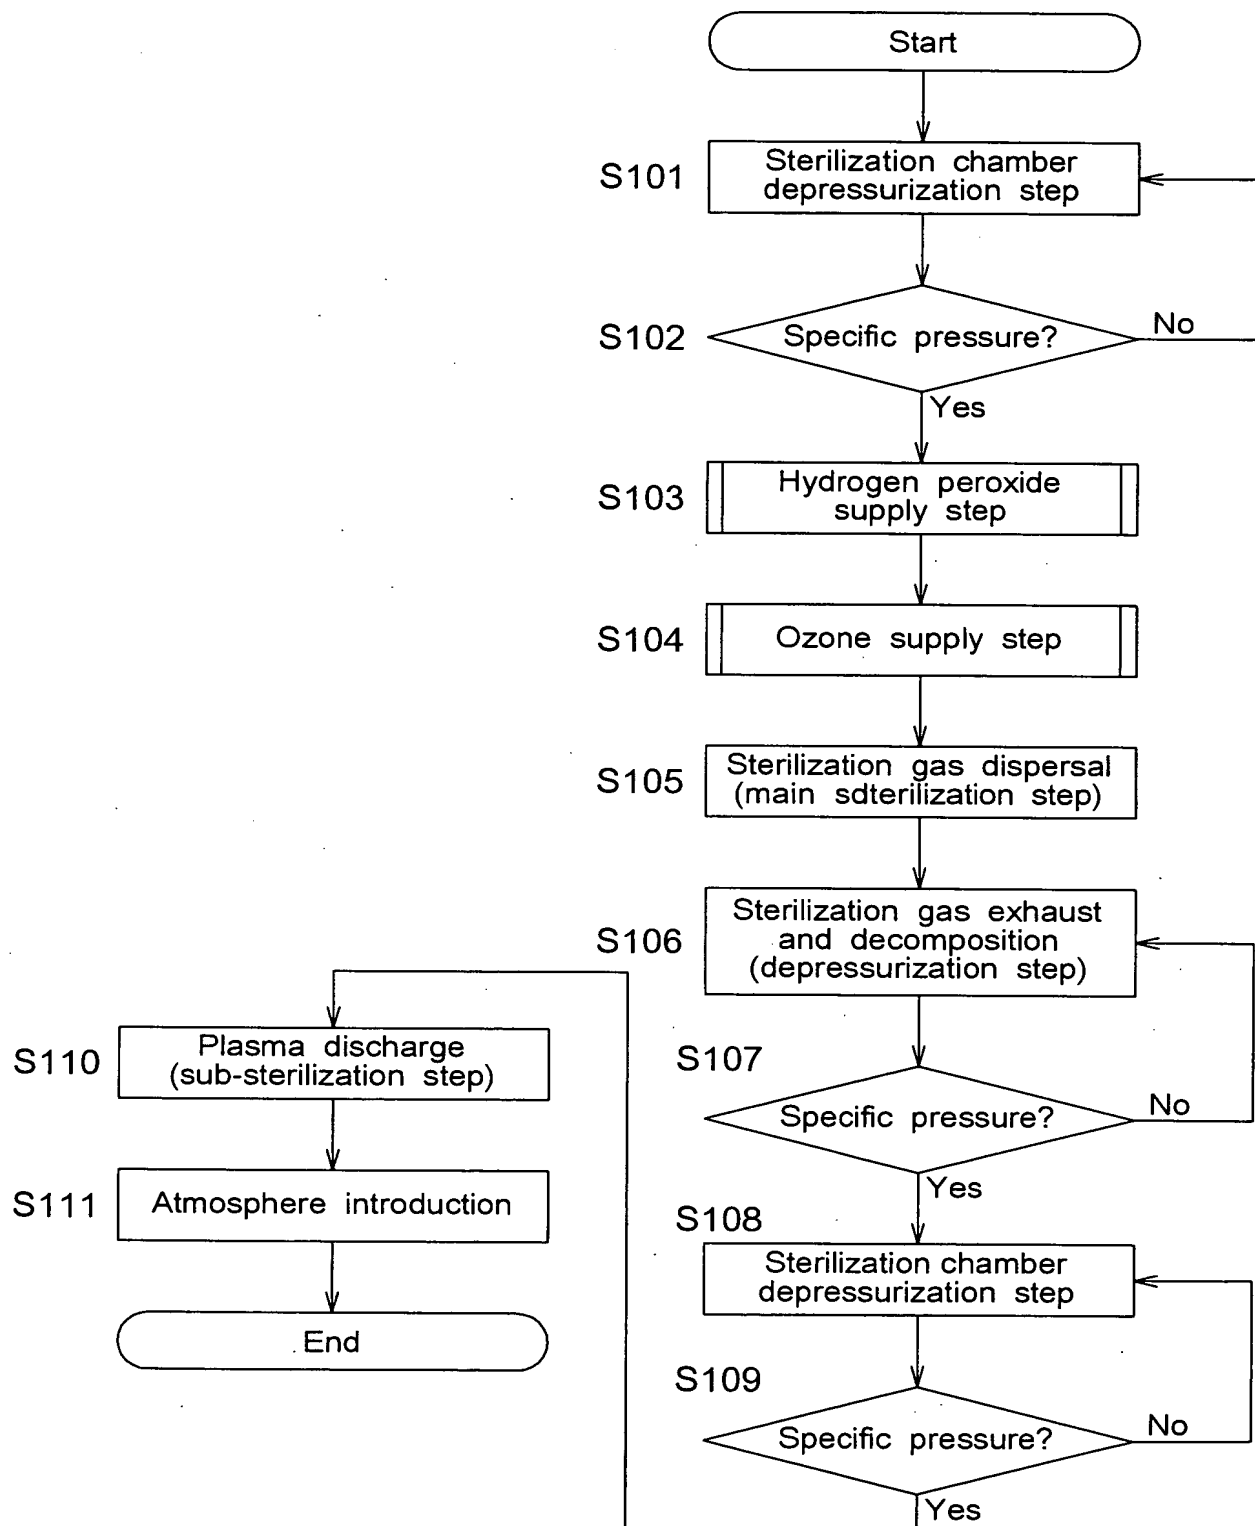 Start
S101
Sterilization chamber
depressurization step
S102
Specific pressure?
No
Yes
S103
Hydrogen peroxide
supply step
S104
Ozone supply step
S105
Sterilization gas dispersal
(main sdterilization step)
S106
Sterilization gas exhaust
and decomposition
(depressurization step)
S107
Specific pressure?
No
Yes
S108
Sterilization chamber
depressurization step
S109
Specific pressure?
No
Yes
S110
Plasma discharge
(sub-sterilization step)
S111
Atmosphere introduction
End